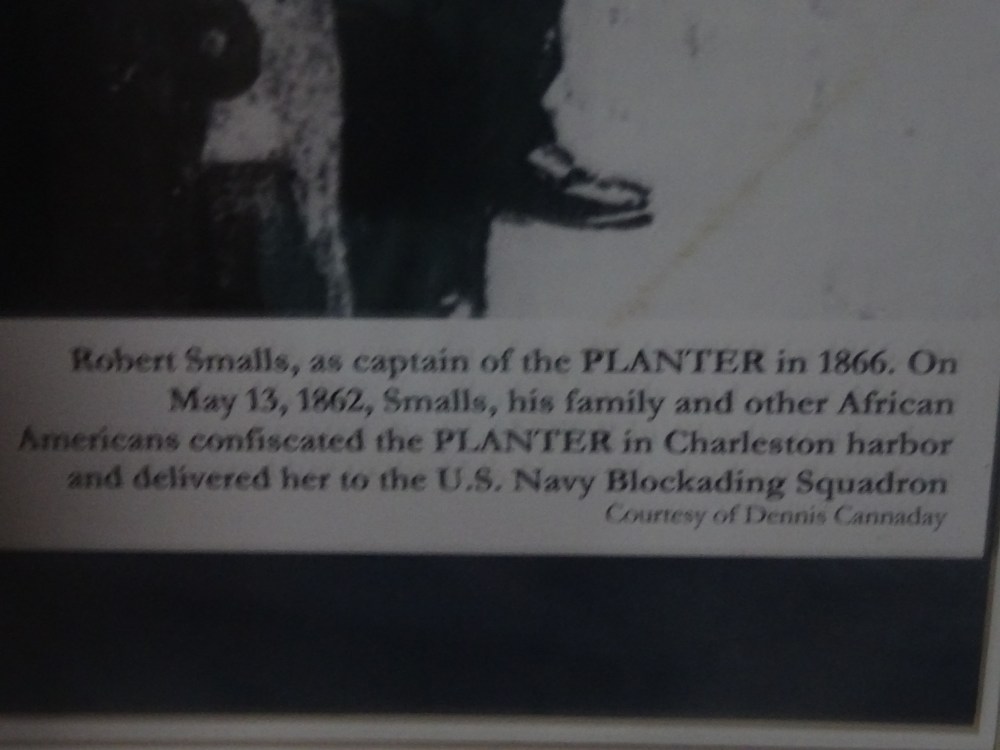 Robert Smalls, as captain of the PLANTER in 1866. On
May 13, 1862, Smalls, his family and other African
Americans confiscated the PLANTER in Charleston harbor
and delivered her to the U.S. Navy Blockading Squadron
Courtesy of Dennis Cannaday